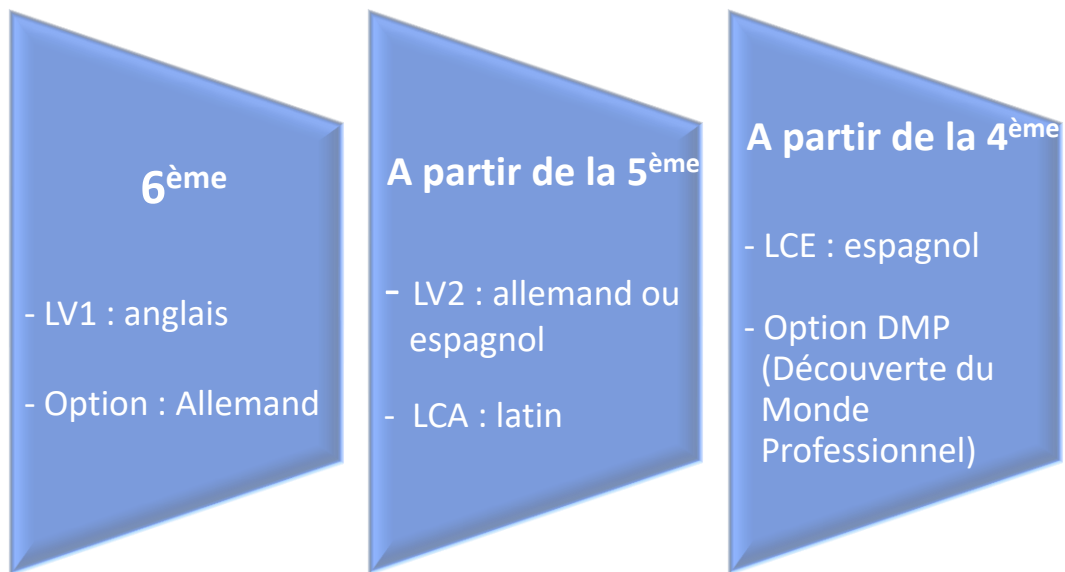 6ème
- LV1 : anglais
- Option : Allemand
A partir de la 5ème
- LV2 : allemand ou
espagnol
- LCA : latin
A partir de la 4ème
- LCE : espagnol
- Option DMP
(Découverte du
Monde
Professionnel)